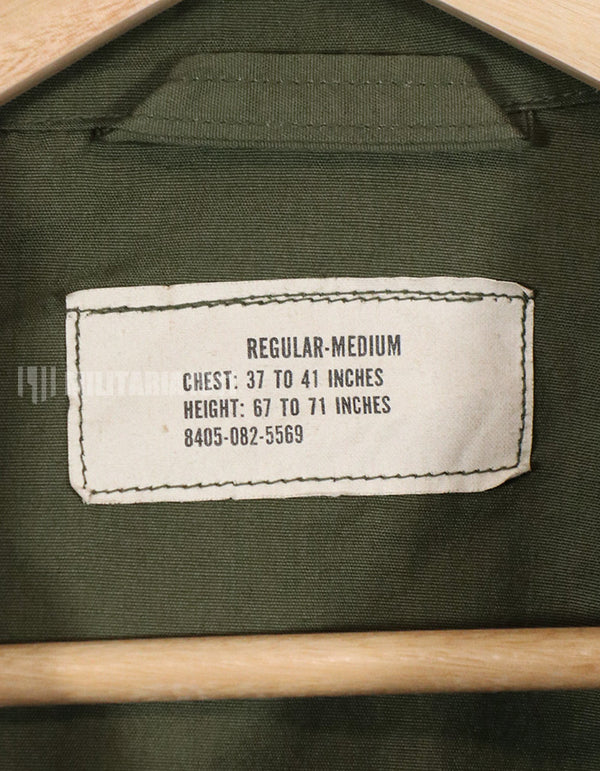 REGULAR-MEDIUM
CHEST: 37 TO 41 INCHES
HEIGHT: 67 TO 71 INCHES
8405-082-5569